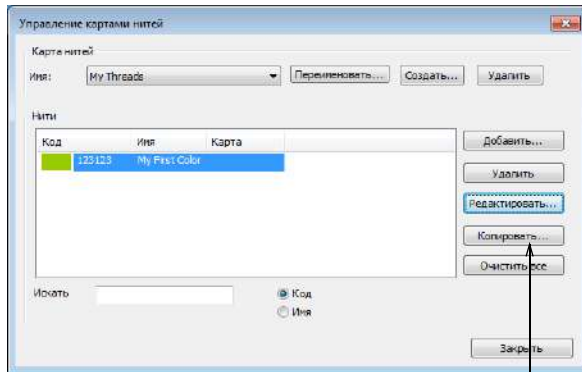 Управление картами нитей
Карта нитей
Имя: My Threads Переименовать... Создать... Удалить
Нити
Код Имя Карта
123123 My First Color
Добавить...
Удалить
Редактировать...
Копировать...
Очистить все
Искать Код
Имя
Закрыть